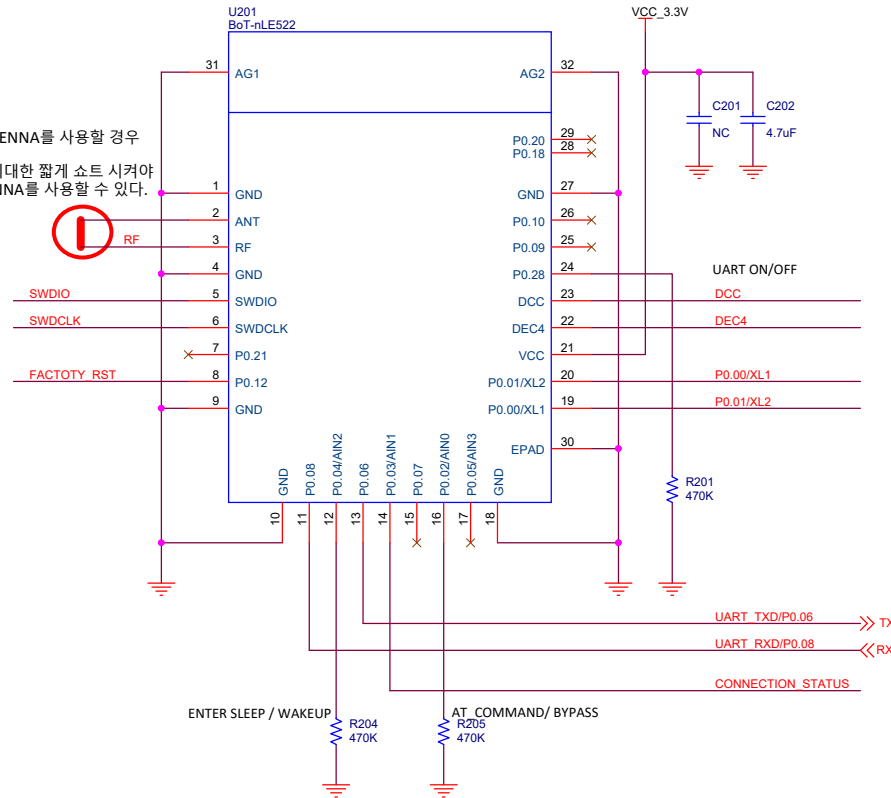 U201
BoT-nLE522
VCC_3.3V
31
AG1
AG2
32
C201
NC
C202
4.7uF
ENNA를 사용할 경우
대한 짧게 쇼트 시켜야
NNA를 사용할 수 있다.
P0.20
29
P0.18
28
1
GND
GND
27
2
ANT
P0.10
26
RF
3
RF
P0.09
25
4
GND
P0.28
24
UART ON/OFF
SWDIO
5
SWDIO
DCC
23
DCC
SWDCLK
6
SWDCLK
DEC4
22
DEC4
7
P0.21
VCC
21
FACTOTY_RST
8
P0.12
P0.01/XL2
20
P0.00/XL1
9
GND
P0.00/XL1
19
P0.01/XL2
EPAD
30
GND
P0.08
P0.04/AIN2
P0.06
P0.03/AIN1
P0.07
P0.02/AIN0
P0.05/AIN3
GND
10
11
12
13
14
15
16
17
18
R201
470K
UART_TXD/P0.06
TX
UART_RXD/P0.08
RX
CONNECTION_STATUS
ENTER SLEEP / WAKEUP
R204
470K
AT_COMMAND/ BYPASS
R205
470K